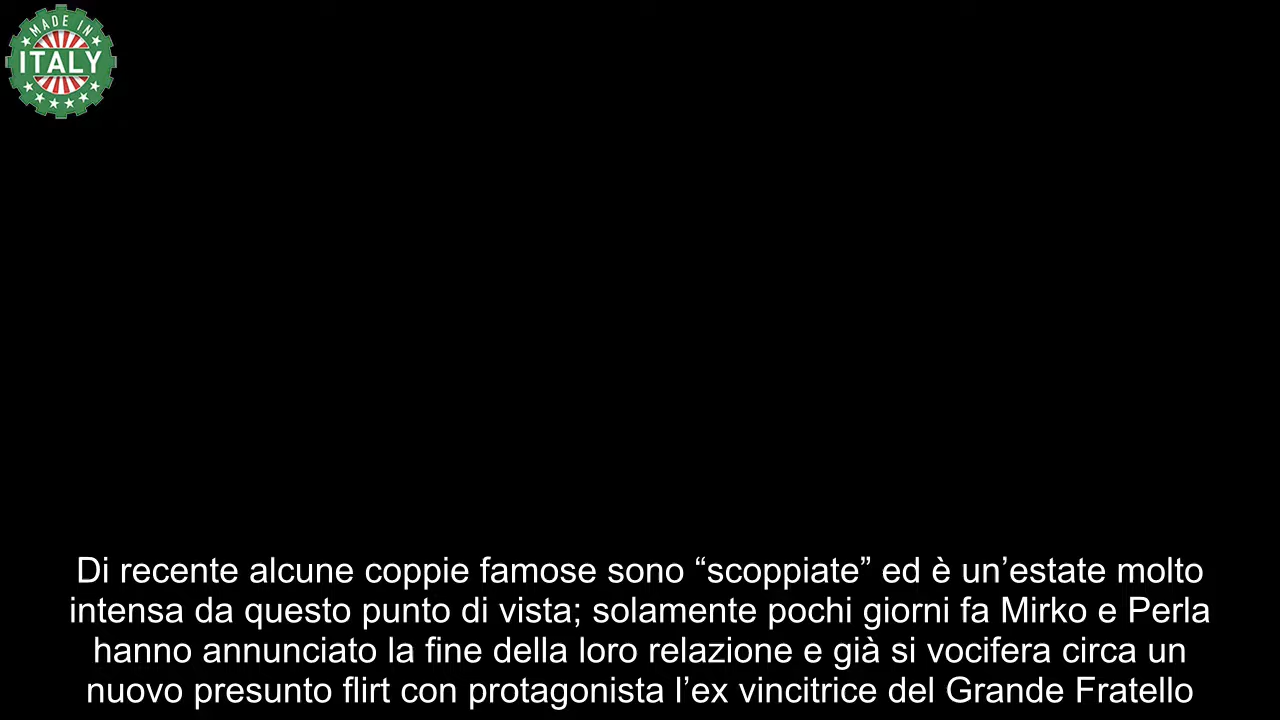 MADE IN
ITALY
Di recente alcune coppie famose sono “scoppiate” ed è un’estate molto
intensa da questo punto di vista; solamente pochi giorni fa Mirko e Perla
hanno annunciato la fine della loro relazione e già si vocifera circa un
nuovo presunto flirt con protagonista l’ex vincitrice del Grande Fratello